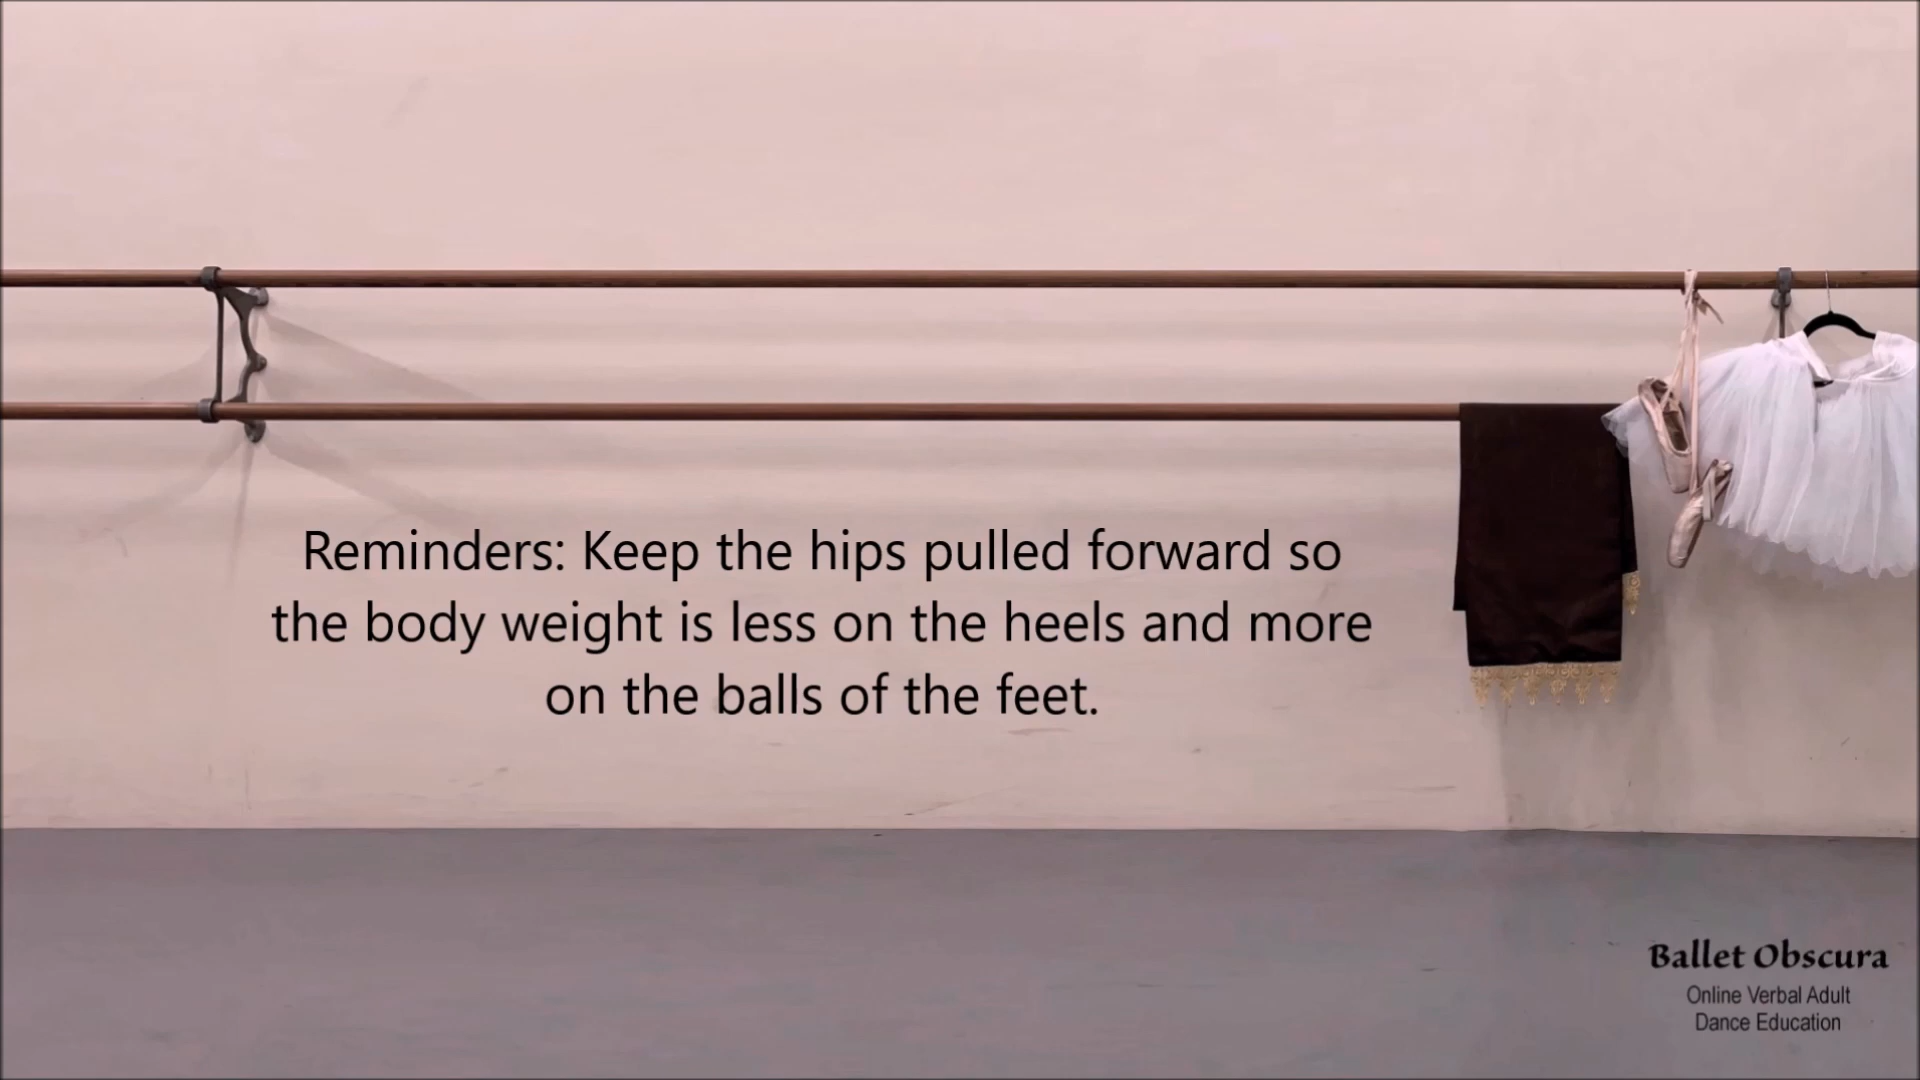 Reminders: Keep the hips pulled forward so
the body weight is less on the heels and more
on the balls of the feet.
Ballet Obscura
Online Verbal Adult
Dance Education